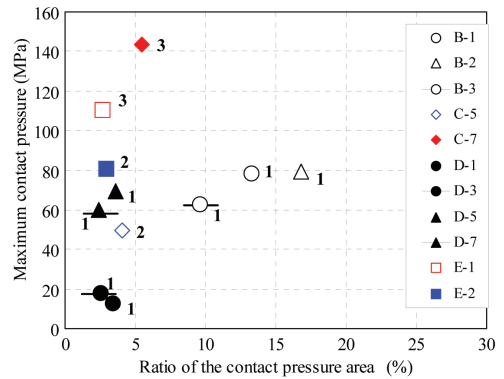 Maximum contact pressure (MPa)
160
140
120
100
80
60
40
20
0
3
3
2
1
1
2
1
1
1
1
1
B-1
B-2
B-3
C-5
C-7
D-1
D-3
D-5
D-7
E-1
E-2
0 5 10 15 20 25 30
Ratio of the contact pressure area (%)